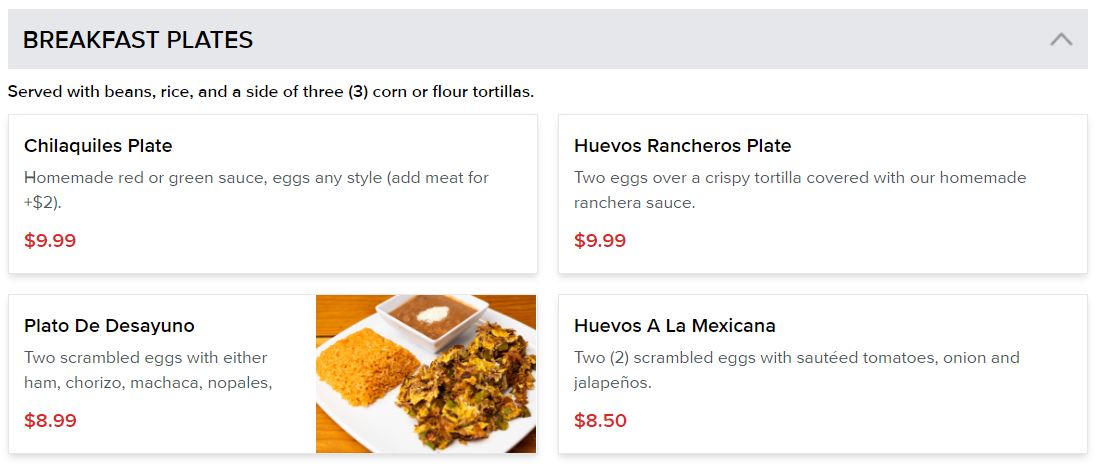 BREAKFAST PLATES
Served with beans, rice, and a side of three (3) corn or flour tortillas.
Chilaquiles Plate
Homemade red or green sauce, eggs any style (add meat for
+$2).
$9.99
Huevos Rancheros Plate
Two eggs over a crispy tortilla covered with our homemade
ranchera sauce.
$9.99
Plato De Desayuno
Two scrambled eggs with either
ham, chorizo, machaca, nopales,
$8.99
Huevos A La Mexicana
Two (2) scrambled eggs with sautéed tomatoes, onion and
jalapeños.
$8.50